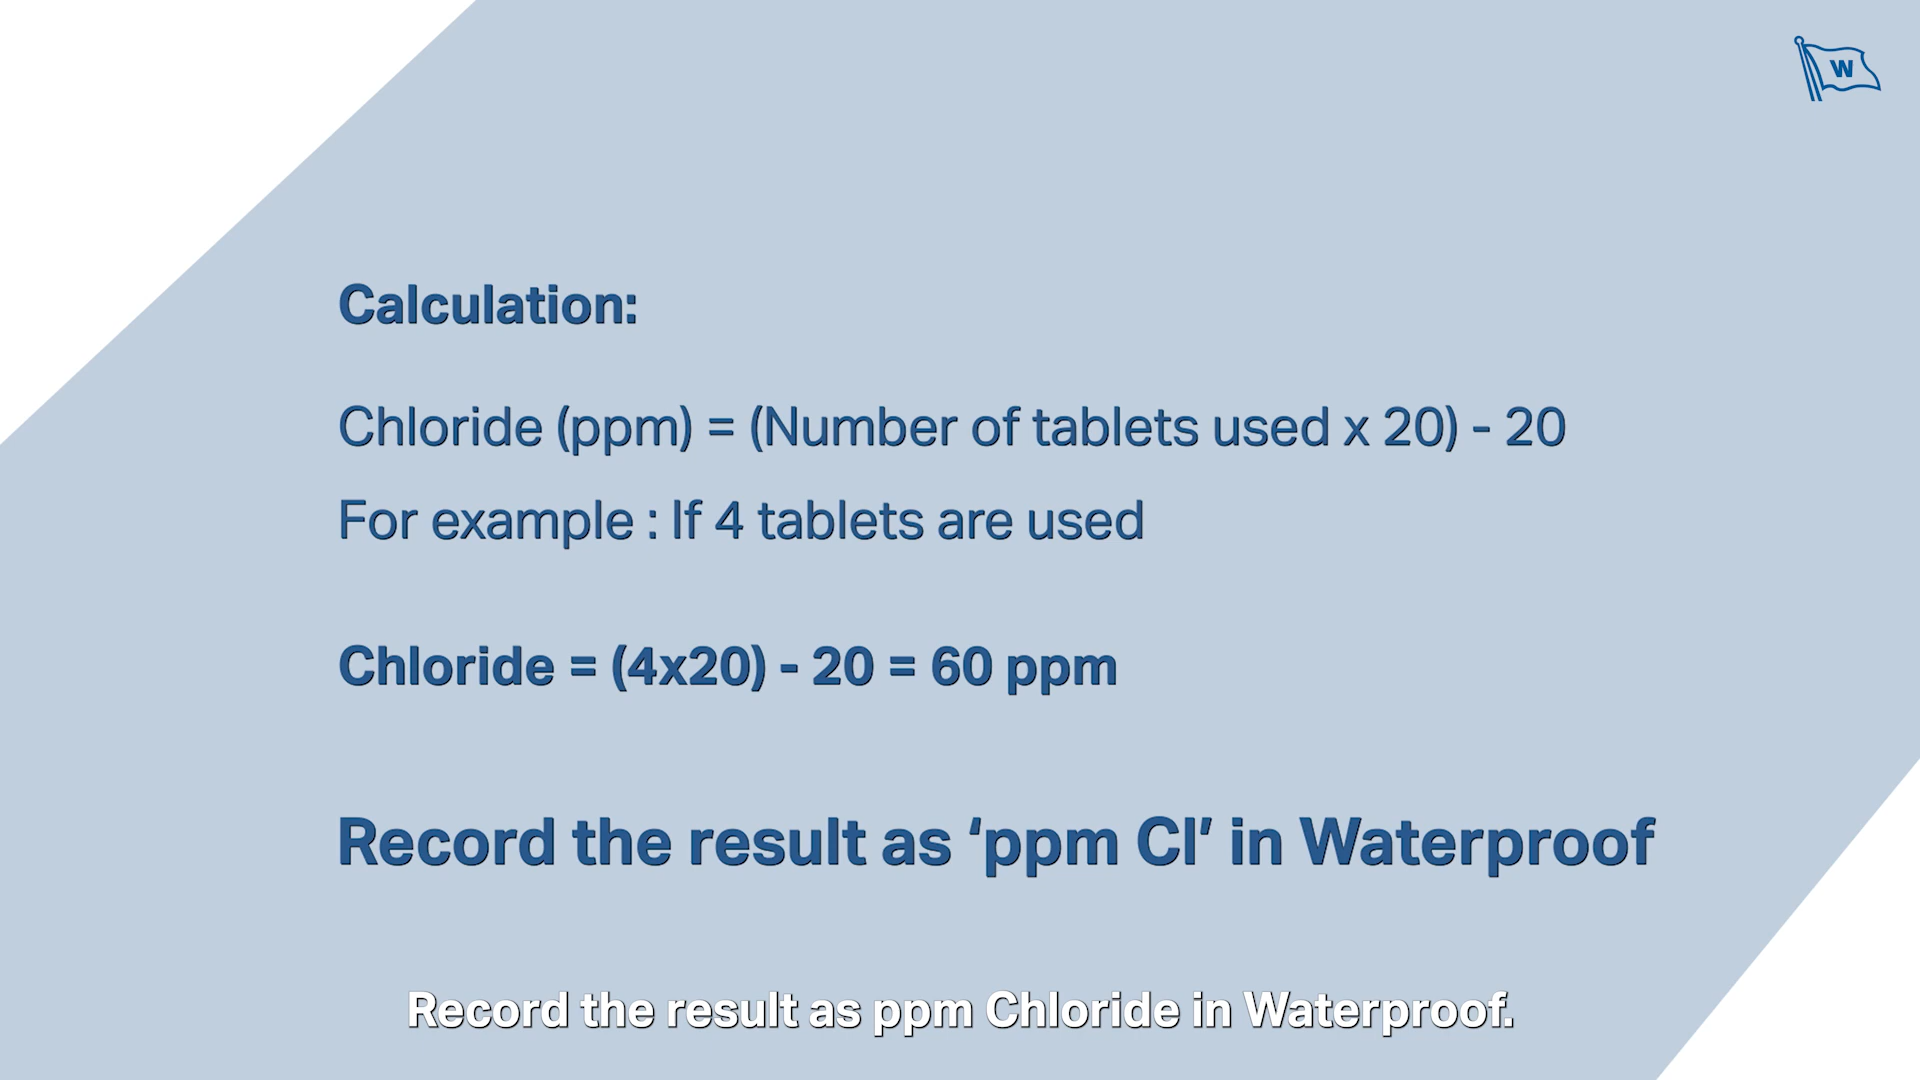 W
Calculation:
Chloride (ppm) = (Number of tablets used x 20) - 20
For example : If 4 tablets are used
Chloride = (4x20) - 20 = 60 ppm
Record the result as ‘ppm Cl’ in Waterproof
Record the result as ppm Chloride in Waterproof.